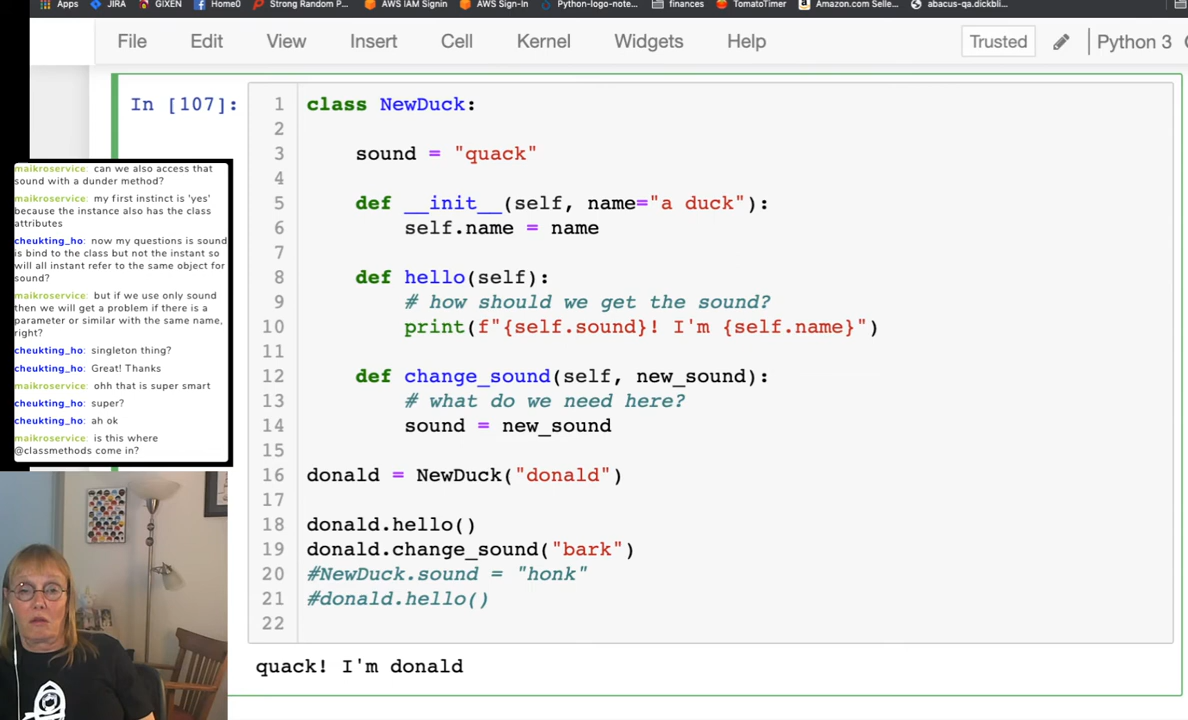 Apps JIRA GIXEN Home0 Strong Random P... AWS IAM Signin AWS Sign-In Python-logo-note... finances TomatoTimer Amazon.com Selle... abacus-qa.dickbli...
File Edit View Insert Cell Kernel Widgets Help Trusted Python 3
In [107]:
1 class NewDuck:
2
3 sound = "quack"
4
5 def __init__(self, name="a duck"):
6 self.name = name
7
8 def hello(self):
9 # how should we get the sound?
10 print(f"{self.sound}! I'm {self.name}")
11
12 def change_sound(self, new_sound):
13 # what do we need here?
14 sound = new_sound
15
16 donald = NewDuck("donald")
17
18 donald.hello()
19 donald.change_sound("bark")
20 #NewDuck.sound = "honk"
21 #donald.hello()
22
quack! I'm donald
maikroservice: can we also access that
sound with a dunder method?
maikroservice: my first instinct is 'yes'
because the instance also has the class
attributes
cheukting_ho: now my questions is sound
is bind to the class but not the instant so
will all instant refer to the same object for
sound?
maikroservice: but if we use only sound
then we will get a problem if there is a
parameter or similar with the same name,
right?
cheukting_ho: singleton thing?
cheukting_ho: Great! Thanks
maikroservice: ohh that is super smart
cheukting_ho: super?
cheukting_ho: ah ok
maikroservice: is this where
@classmethods come in?